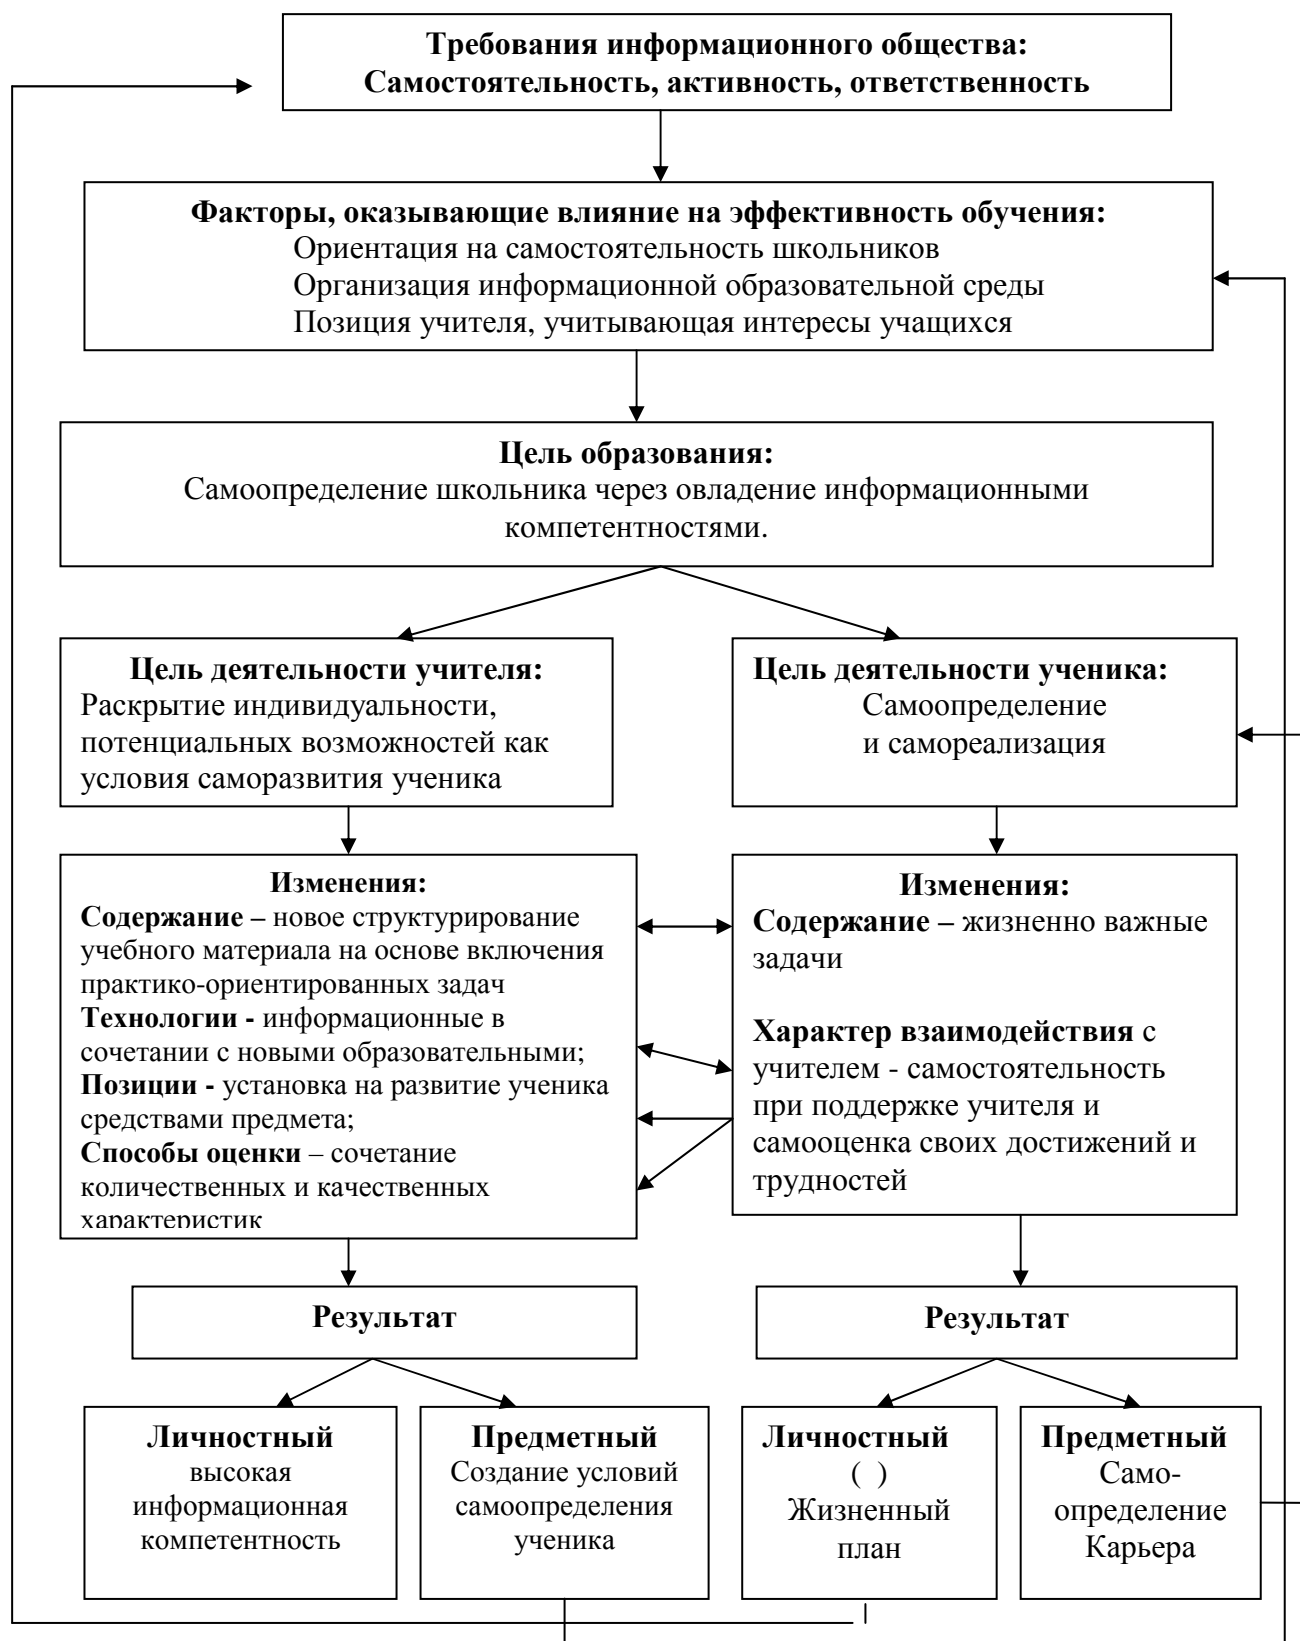 Требования информационного общества:
Самостоятельность, активность, ответственность
Факторы, оказывающие влияние на эффективность обучения:
Ориентация на самостоятельность школьников
Организация информационной образовательной среды
Позиция учителя, учитывающая интересы учащихся
Цель образования:
Самоопределение школьника через овладение информационными
компетентностями.
Цель деятельности учителя:
Раскрытие индивидуальности,
потенциальных возможностей как
условия саморазвития ученика
Цель деятельности ученика:
Самоопределение
и самореализация
Изменения:
Содержание – новое структурирование
учебного материала на основе включения
практико-ориентированных задач
Технологии - информационные в
сочетании с новыми образовательными;
Позиции - установка на развитие ученика
средствами предмета;
Способы оценки – сочетание
количественных и качественных
характеристик
Изменения:
Содержание – жизненно важные
задачи
Характер взаимодействия с
учителем - самостоятельность
при поддержке учителя и
самооценка своих достижений и
трудностей
Результат
Результат
Личностный
высокая
информационная
компетентность
Предметный
Создание условий
самоопределения
ученика
Личностный
( )
Жизненный
план
Предметный
Само-
определение
Карьера